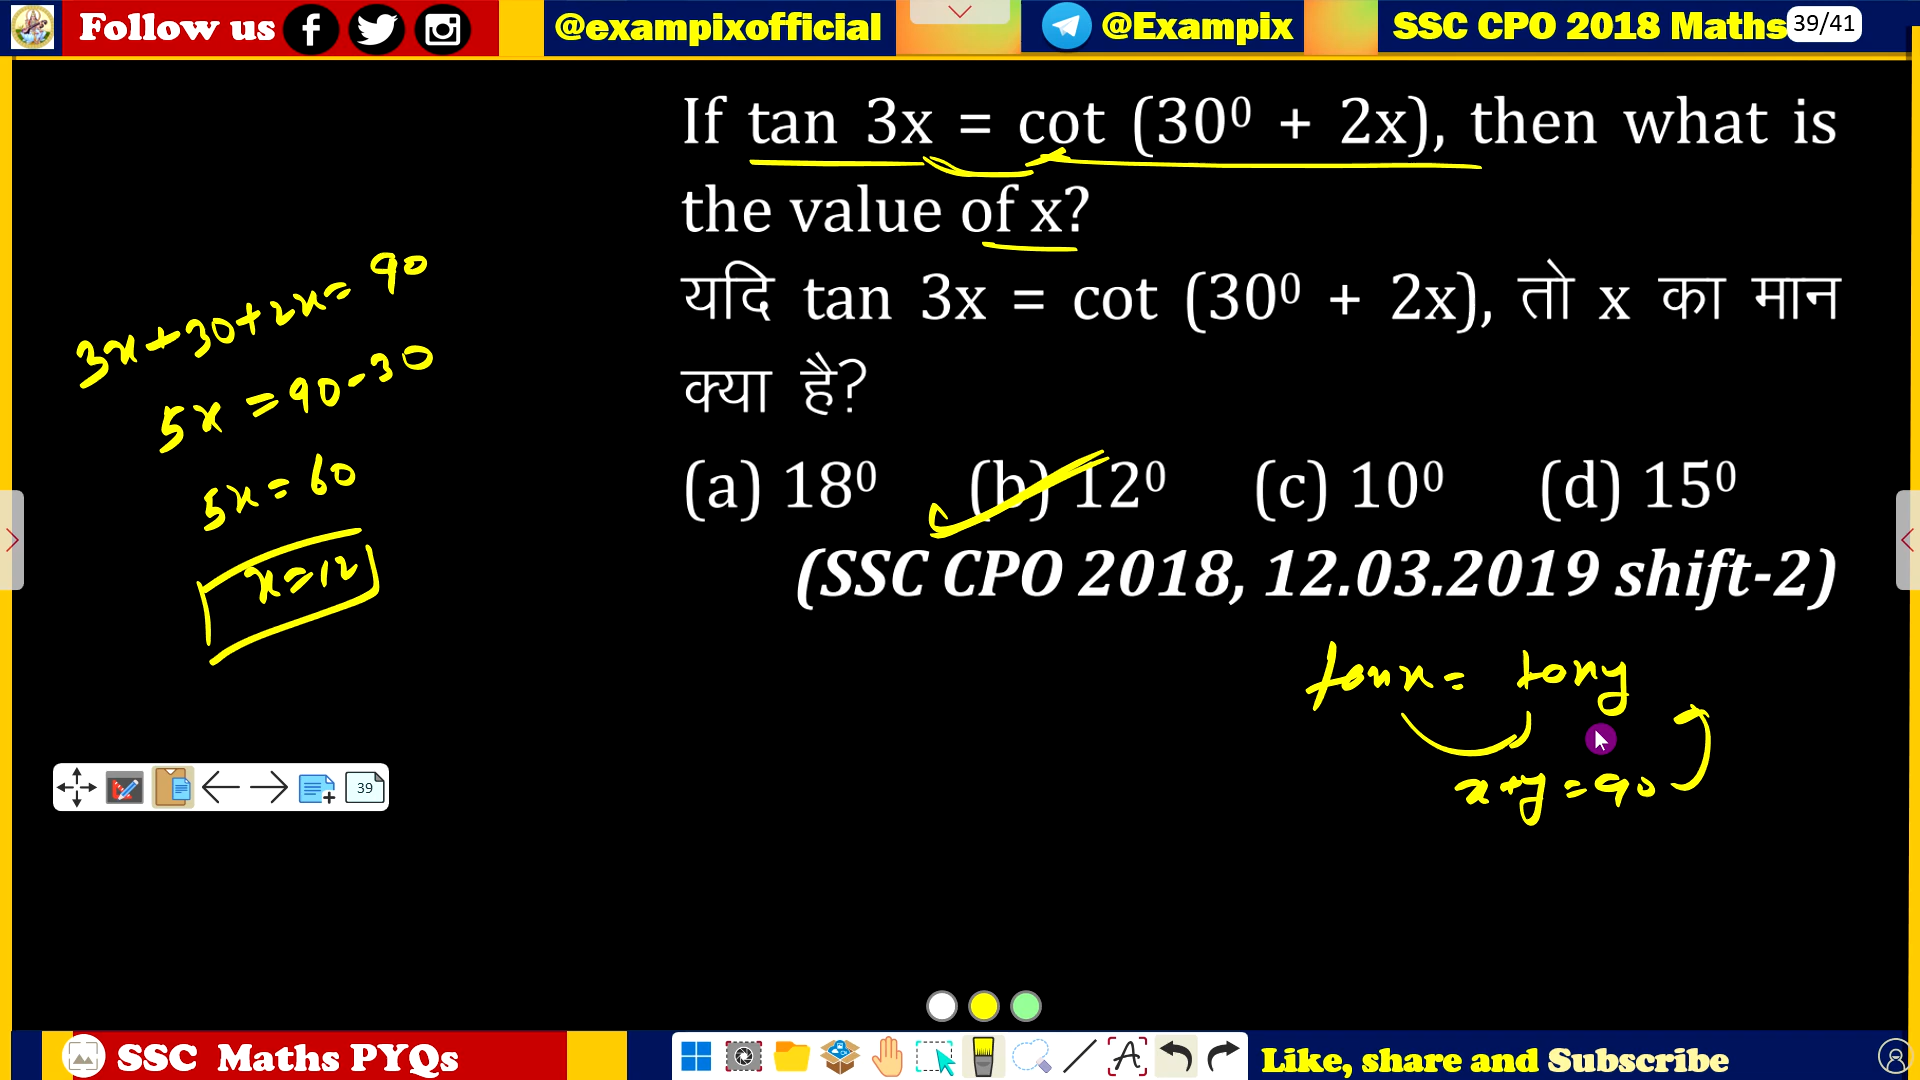 Follow us @exampixofficial @Exampix SSC CPO 2018 Maths 39/41
If tan 3x = cot (30⁰ + 2x), then what is
the value of x?
यदि tan 3x = cot (30⁰ + 2x), तो x का मान
क्या है?
(a) 18⁰ (b) 12⁰ (c) 10⁰ (d) 15⁰
(SSC CPO 2018, 12.03.2019 shift-2)
3x+30+2x=90
5x=90-30
5x=60
x=12
tanx= tany
x+y=90
39
SSC Maths PYQs
Like, share and Subscribe